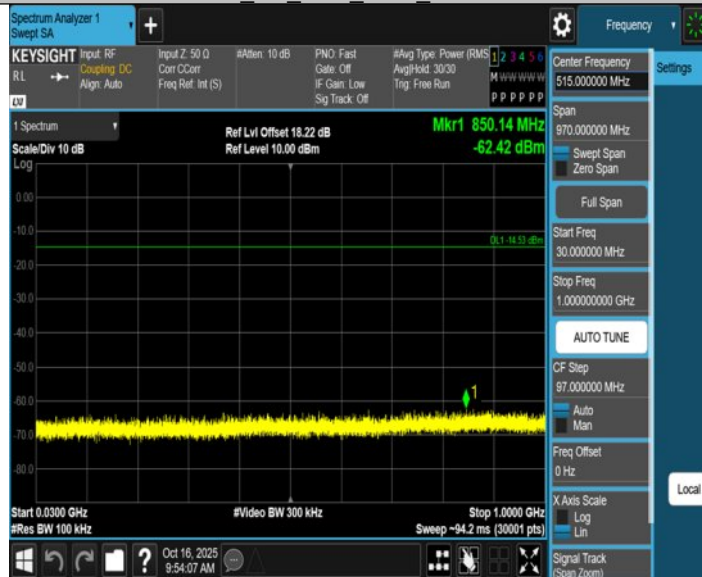 Spectrum Analyzer 1
Swept SA
+
Frequency
KEYSIGHT
RL
Input: RF
Coupling: DC
Align: Auto
Input Z: 50 Ω
Corr CCorr
Freq Ref: Int (S)
#Atten: 10 dB
PNO: Fast
Gate: Off
IF Gain: Low
Sig Track: Off
#Avg Type: Power (RMS
Avg|Hold: 30/30
Trig: Free Run
1 2 3 4 5 6
M W W W W W
P P P P P P
LXI
1 Spectrum
Scale/Div 10 dB
Log
Ref Lvl Offset 18.22 dB
Ref Level 10.00 dBm
Mkr1 850.14 MHz
-62.42 dBm
0.00
-10.0
DL1 -14.53 dBm
-20.0
-30.0
-40.0
-50.0
1
-60.0
-70.0
-80.0
Start 0.0300 GHz
#Res BW 100 kHz
#Video BW 300 kHz
Stop 1.0000 GHz
Sweep ~94.2 ms (30001 pts)
?
Oct 16, 2025
9:54:07 AM
Center Frequency
515.000000 MHz
Span
970.000000 MHz
Swept Span
Zero Span
Full Span
Start Freq
30.000000 MHz
Stop Freq
1.000000000 GHz
AUTO TUNE
CF Step
97.000000 MHz
Auto
Man
Freq Offset
0 Hz
X Axis Scale
Log
Lin
Signal Track
(Span Zoom)
Settings
Local